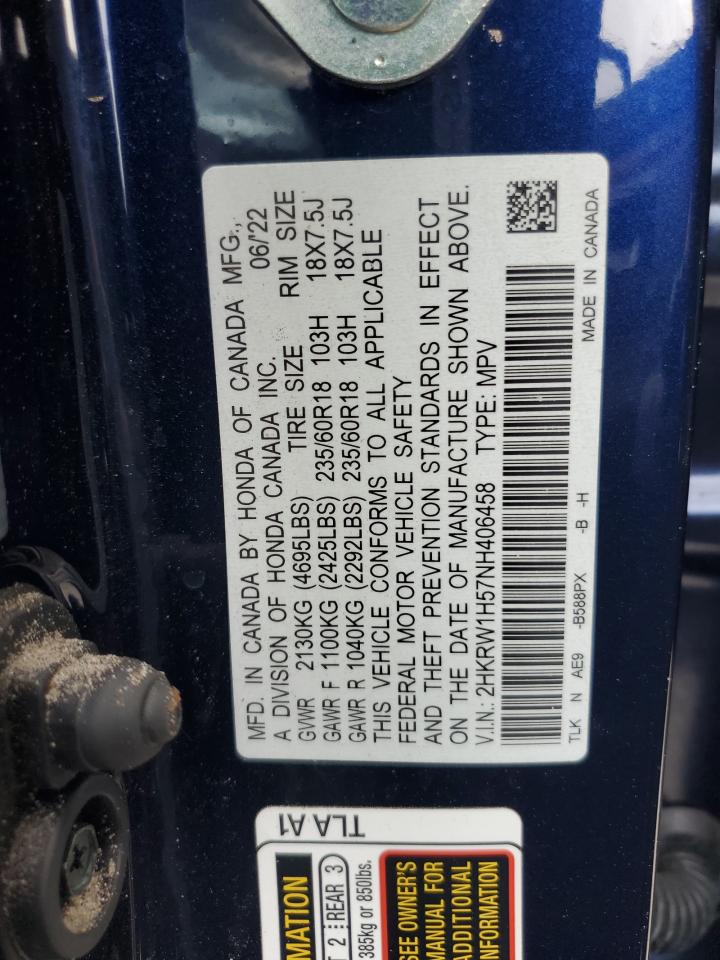 MFD. IN CANADA BY HONDA OF CANADA MFG.,
A DIVISION OF HONDA CANADA INC. 06/'22
GVWR 2130KG (4695LBS) TIRE SIZE RIM SIZE
GAWR F 1100KG (2425LBS) 235/60R18 103H 18X7.5J
GAWR R 1040KG (2292LBS) 235/60R18 103H 18X7.5J
THIS VEHICLE CONFORMS TO ALL APPLICABLE
FEDERAL MOTOR VEHICLE SAFETY
AND THEFT PREVENTION STANDARDS IN EFFECT
ON THE DATE OF MANUFACTURE SHOWN ABOVE.
V.I.N.: 2HKRW1H57NH406458 TYPE: MPV
TLK N AE9 -B588PX -B -H MADE IN CANADA
TLA A1
MATION
T 2 REAR 3
385kg or 850lbs.
SEE OWNER'S
MANUAL FOR
ADDITIONAL
INFORMATION